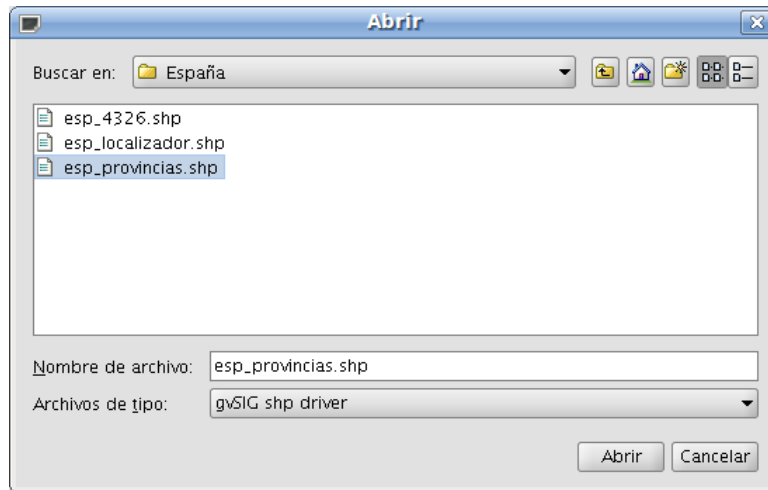 Abrir
Buscar en: España
esp_4326.shp
esp_localizador.shp
esp_provincias.shp
Nombre de archivo: esp_provincias.shp
Archivos de tipo: gvSIG shp driver
Abrir Cancelar